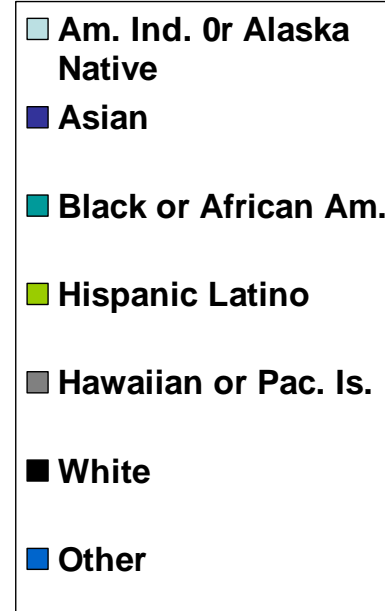 Am. Ind. 0r Alaska
Native
Asian
Black or African Am.
Hispanic Latino
Hawaiian or Pac. Is.
White
Other